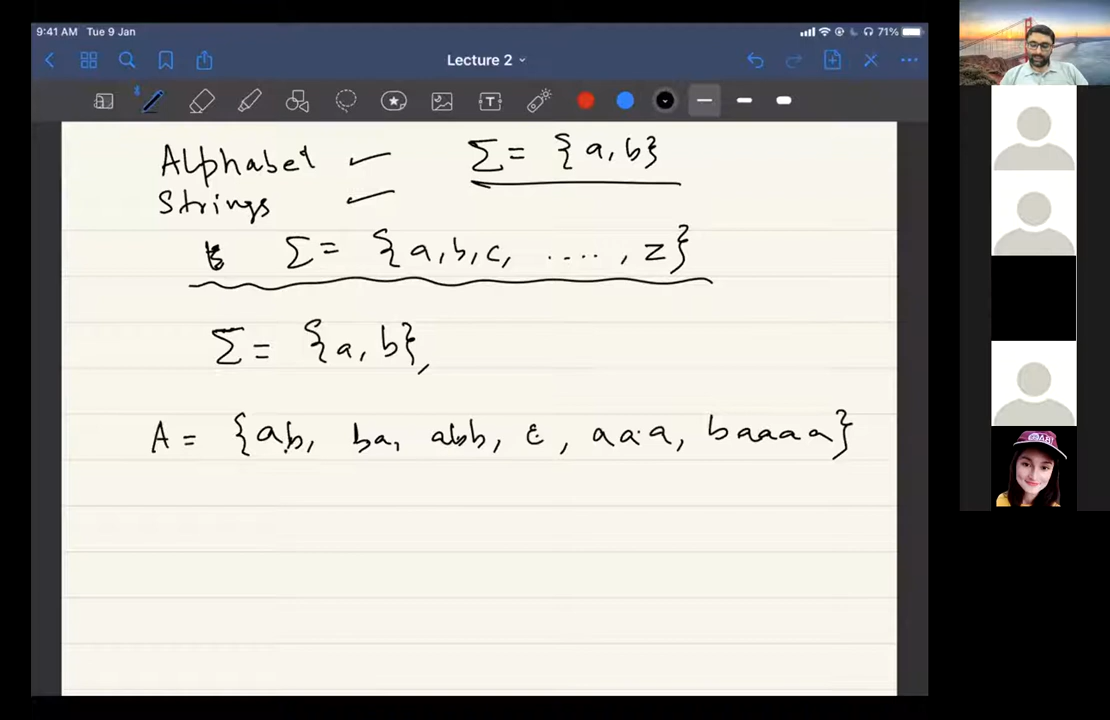 9:41 AM Tue 9 Jan
71%
Lecture 2
Alphabet Σ = {a, b}
Strings
Σ = {a, b, c, ...., z}
Σ = {a, b},
A = {ab, ba, abb, ε, aaa, baaaa}